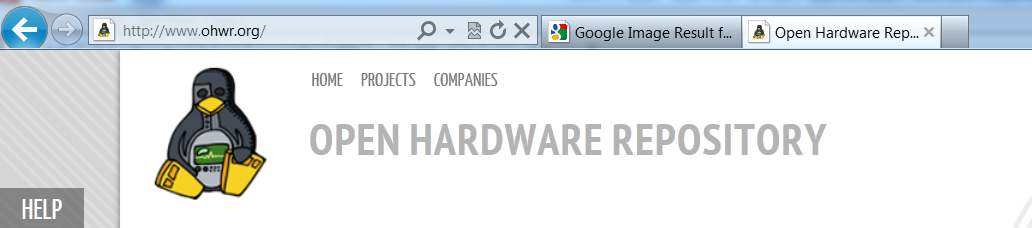 http://www.ohwr.org/
Google Image Result f...
Open Hardware Rep...
HOME PROJECTS COMPANIES
OPEN HARDWARE REPOSITORY
HELP